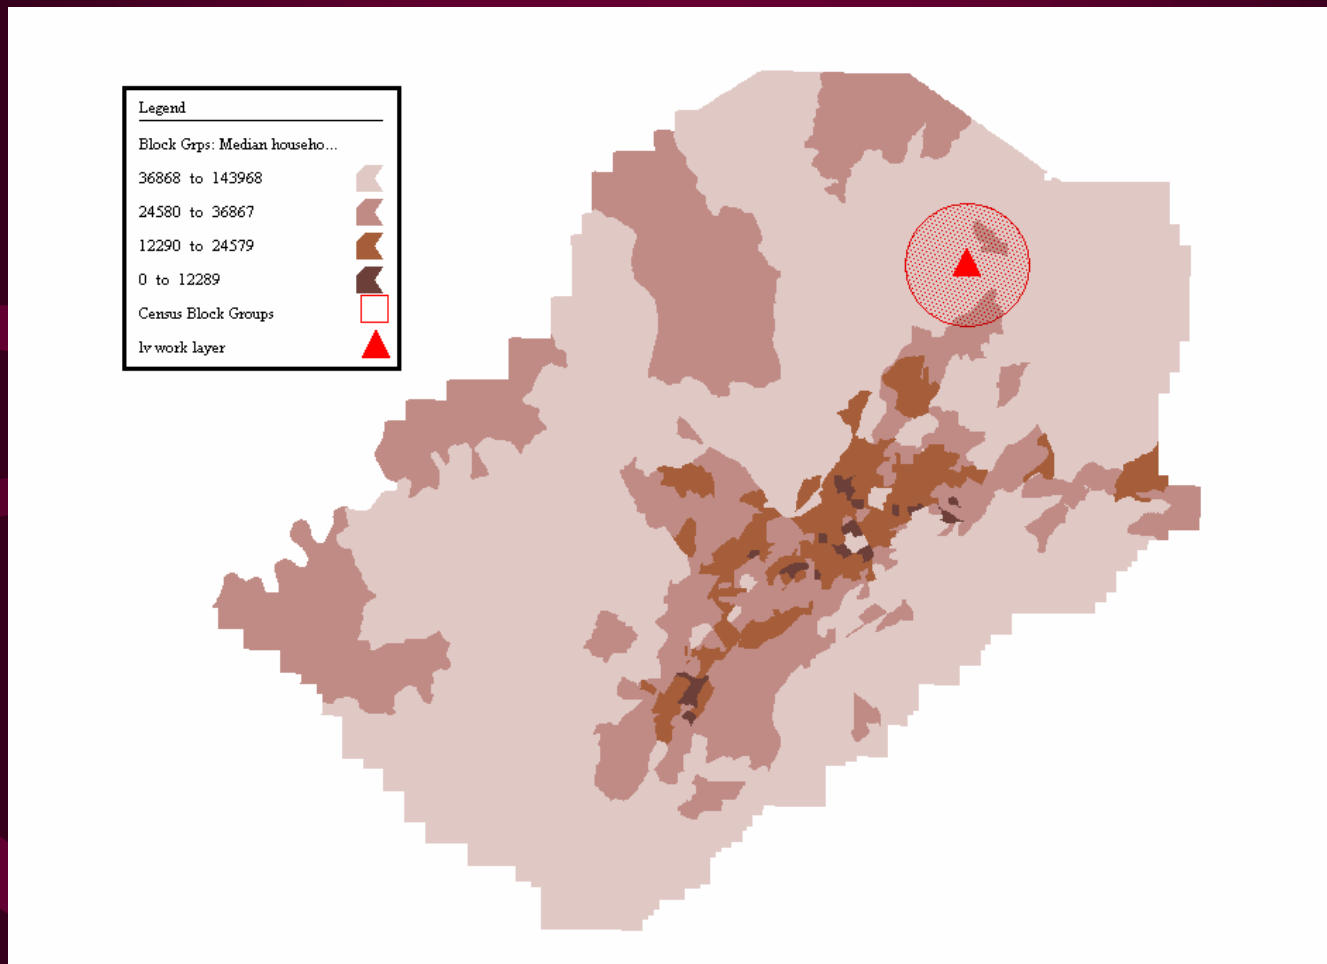 Legend
Block Grps: Median househo...
36868 to 143968
24580 to 36867
12290 to 24579
0 to 12289
Census Block Groups
lv work layer